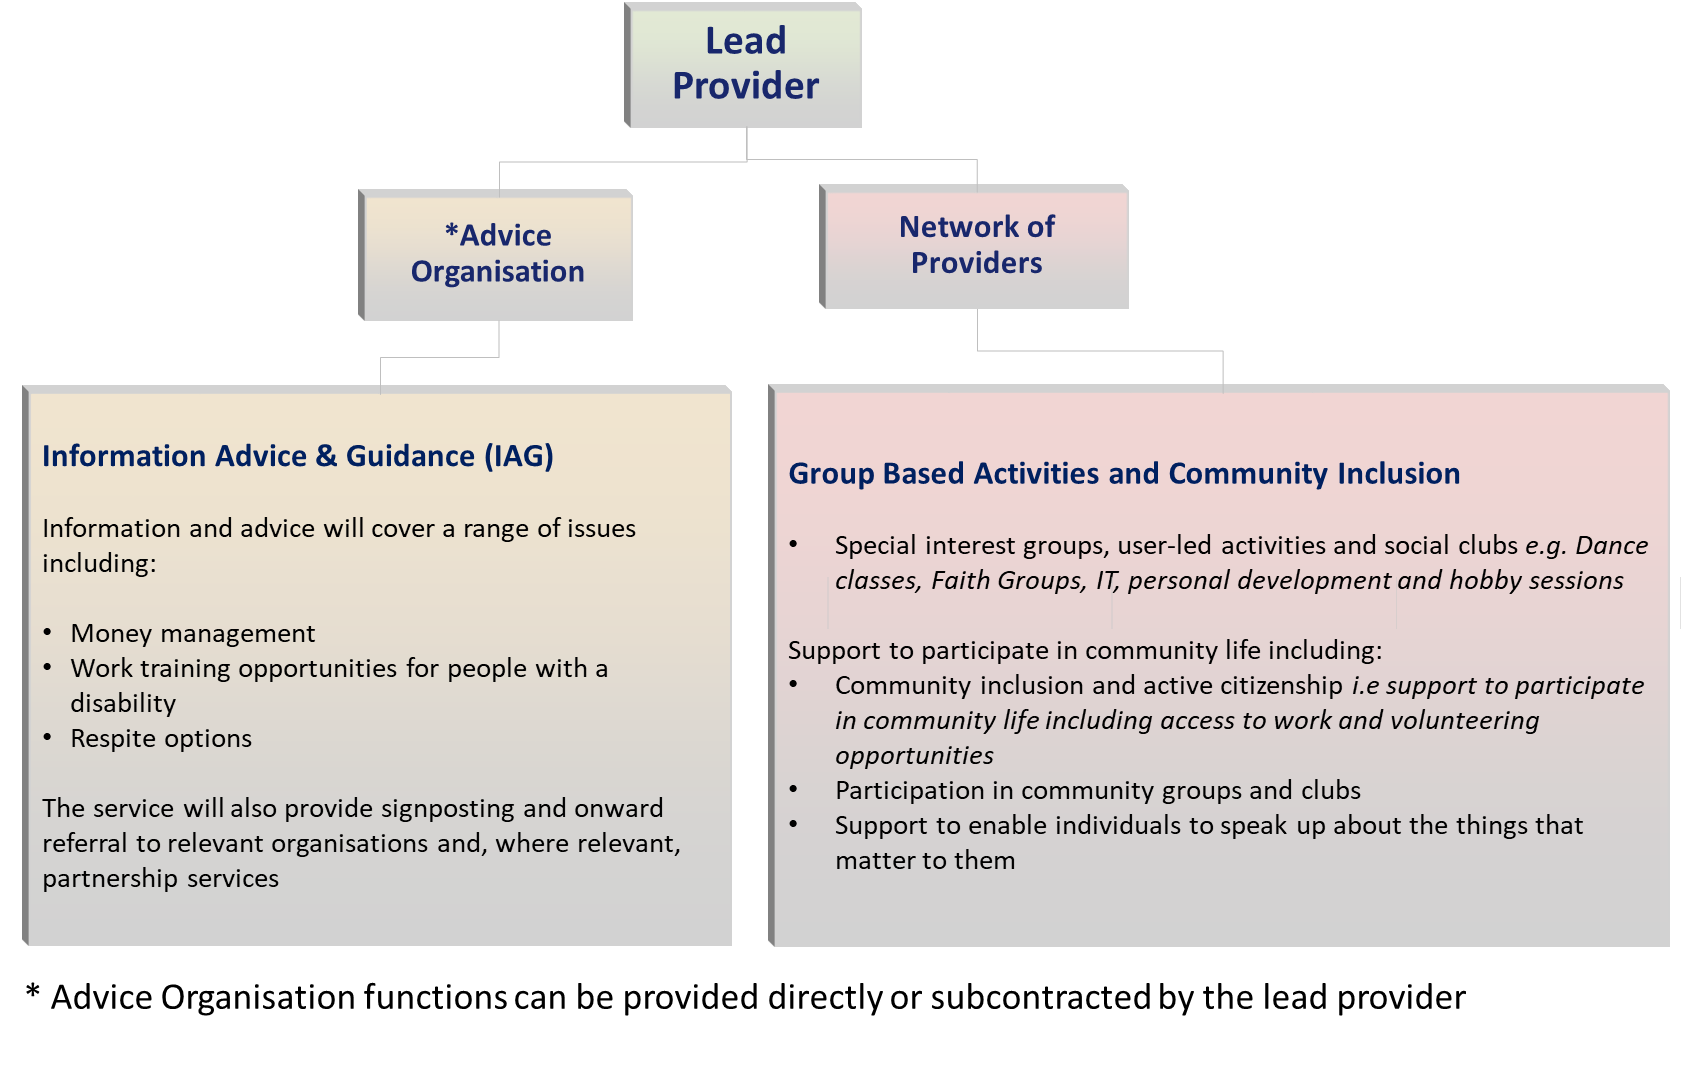 Lead
Provider
*Advice
Organisation
Network of
Providers
Information Advice & Guidance (IAG)
Information and advice will cover a range of issues
including:
• Money management
• Work training opportunities for people with a
disability
• Respite options
The service will also provide signposting and onward
referral to relevant organisations and, where relevant,
partnership services
Group Based Activities and Community Inclusion
• Special interest groups, user-led activities and social clubs e.g. Dance
classes, Faith Groups, IT, personal development and hobby sessions
Support to participate in community life including:
• Community inclusion and active citizenship i.e support to participate
in community life including access to work and volunteering
opportunities
• Participation in community groups and clubs
• Support to enable individuals to speak up about the things that
matter to them
* Advice Organisation functions can be provided directly or subcontracted by the lead provider